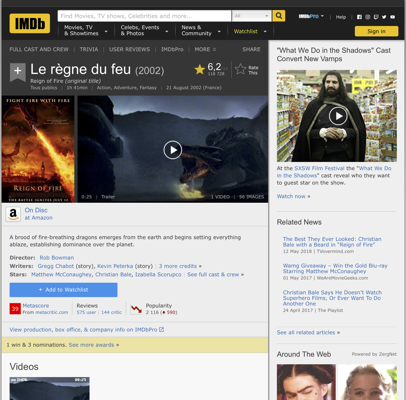 IMDb
Find Movies, TV shows, Celebrities and more...
All
IMDbPro
Help
Movies,
TV & Showtimes
Celebs, Events
& Photos
News &
Community
Watchlist
Sign in
FULL CAST AND CREW | TRIVIA | USER REVIEWS | IMDbPro | MORE
SHARE
Le règne du feu (2002)
Reign of Fire (original title)
Tous publics | 1h 41min | Action, Adventure, Fantasy | 21 August 2002 (France)
6,2
Rate
This
FIGHT FIRE WITH FIRE
REIGN OF FIRE
0:25 | Trailer
1 VIDEO | 96 IMAGES
On Disc
at Amazon
A brood of fire-breathing dragons emerges from the earth and begins setting everything
ablaze, establishing dominance over the planet.
Director: Rob Bowman
Writers: Gregg Chabot (story), Kevin Peterka (story) | 3 more credits »
Stars: Matthew McConaughey, Christian Bale, Izabella Scorupco | See full cast & crew »
+ Add to Watchlist
39
Metascore
From metacritic.com
Reviews
575 user | 144 critic
Popularity
2 116 (590)
View production, box office, & company info on IMDbPro
1 win & 3 nominations. See more awards »
Videos
"What We Do in the Shadows" Cast
Convert New Vamps
At the SXSW Film Festival the "What We
Do in the Shadows" cast reveal who they want
to guest star on the show.
Watch now »
Related News
The Best They Ever Looked: Christian
Bale with a Beard in "Reign of Fire"
12 May 2018 | TVovermind.com
Warng Giveaway – Win the Gold Blu-ray
Starring Matthew McConaughey
01 May 2017 | WeAreMovieGeeks.com
Christian Bale Says He Doesn't Watch
Superhero Films, Or Ever Want To Do
Another One
24 April 2017 | The Playlist
See all related articles »
Around The Web
Powered by ZergNet